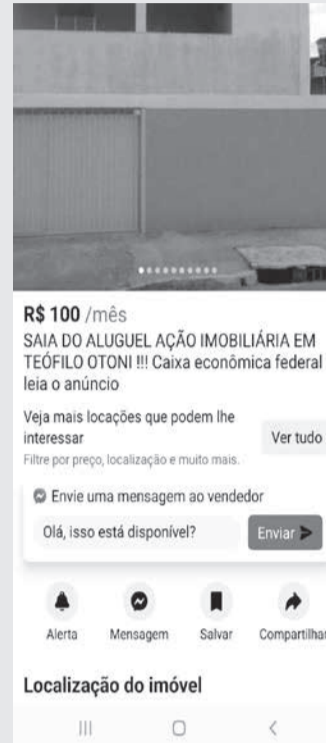 R$ 100 /mês
SAIA DO ALUGUEL AÇÃO IMOBILIÁRIA EM
TEÓFILO OTONI !!! Caixa econômica federal
leia o anúncio
Veja mais locações que podem lhe
interessar
Ver tudo
Filtre por preço, localização e muito mais.
Envie uma mensagem ao vendedor
Olá, isso está disponível?
Enviar
Alerta
Mensagem
Salvar
Compartilhar
Localização do imóvel